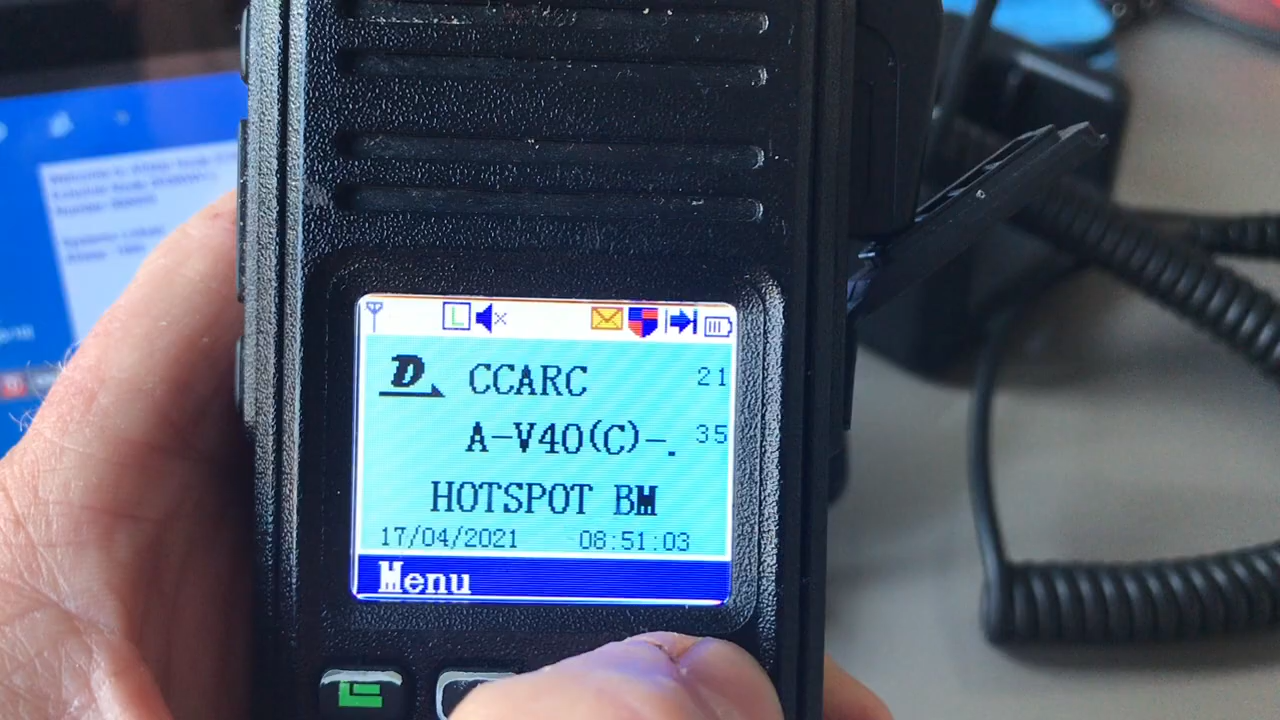 L
D CCARC 21
A-V40(C)- 35
HOTSPOT BM
17/04/2021 08:51:03
Menu